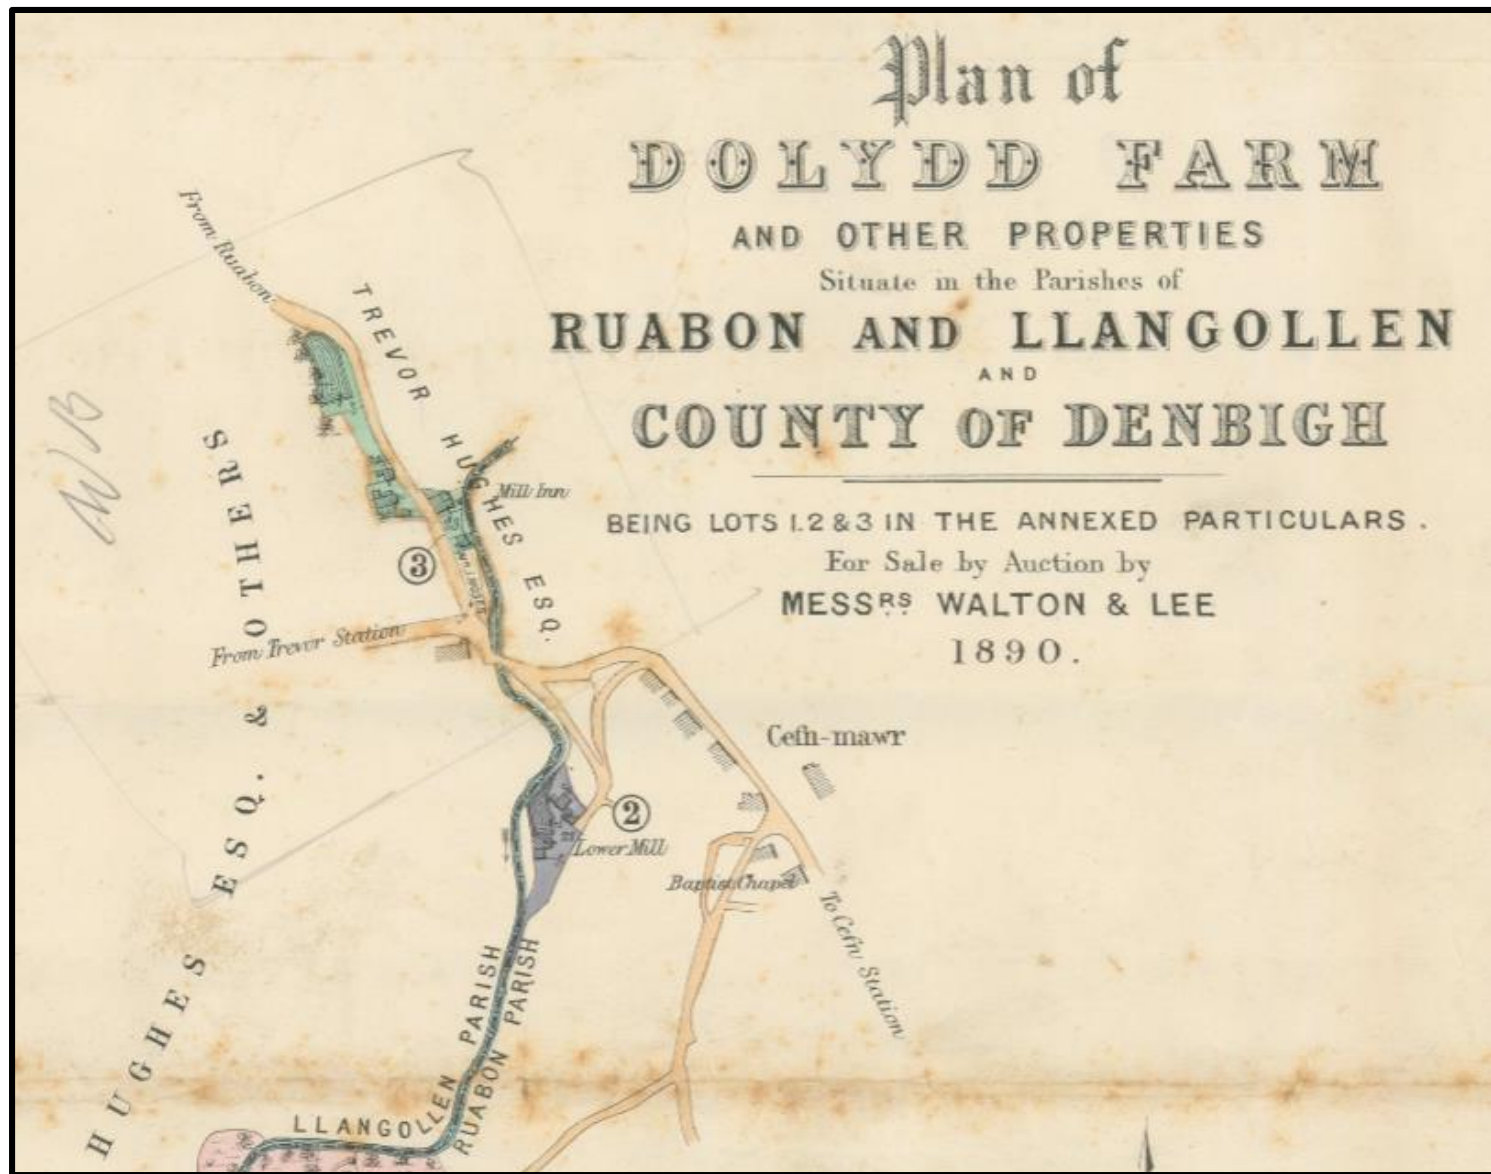 Plan of
DOLYDD FARM
AND OTHER PROPERTIES
Situate in the Parishes of
RUABON AND LLANGOLLEN
AND
COUNTY OF DENBIGH
BEING LOTS 1.2 & 3 IN THE ANNEXED PARTICULARS.
For Sale by Auction by
MESSRS WALTON & LEE
1890.
From Ruabon
TREVOR HUGHES ESQ.
Mill Inn
3
From Trevor Station
HUGHES ESQ. & OTHERS
Cefn-mawr
2
Lower Mill
Baptist Chapel
To Cefn Station
LLANGOLLEN PARISH
RUABON PARISH